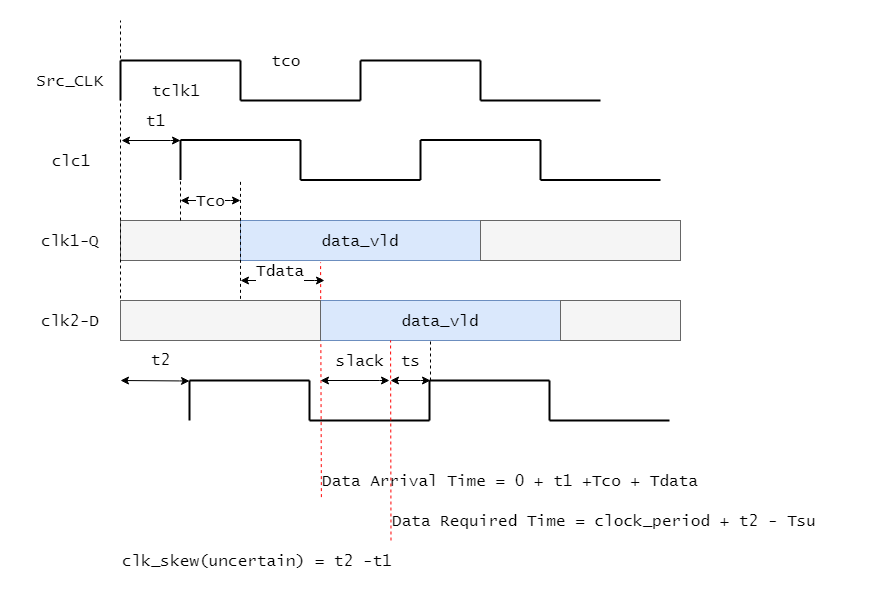 tco
Src_CLK
tclk1
t1
clc1
Tco
clk1-Q
data_vld
Tdata
clk2-D
data_vld
t2
slack
ts
Data Arrival Time = 0 + t1 +Tco + Tdata
Data Required Time = clock_period + t2 - Tsu
clk_skew(uncertain) = t2 -t1